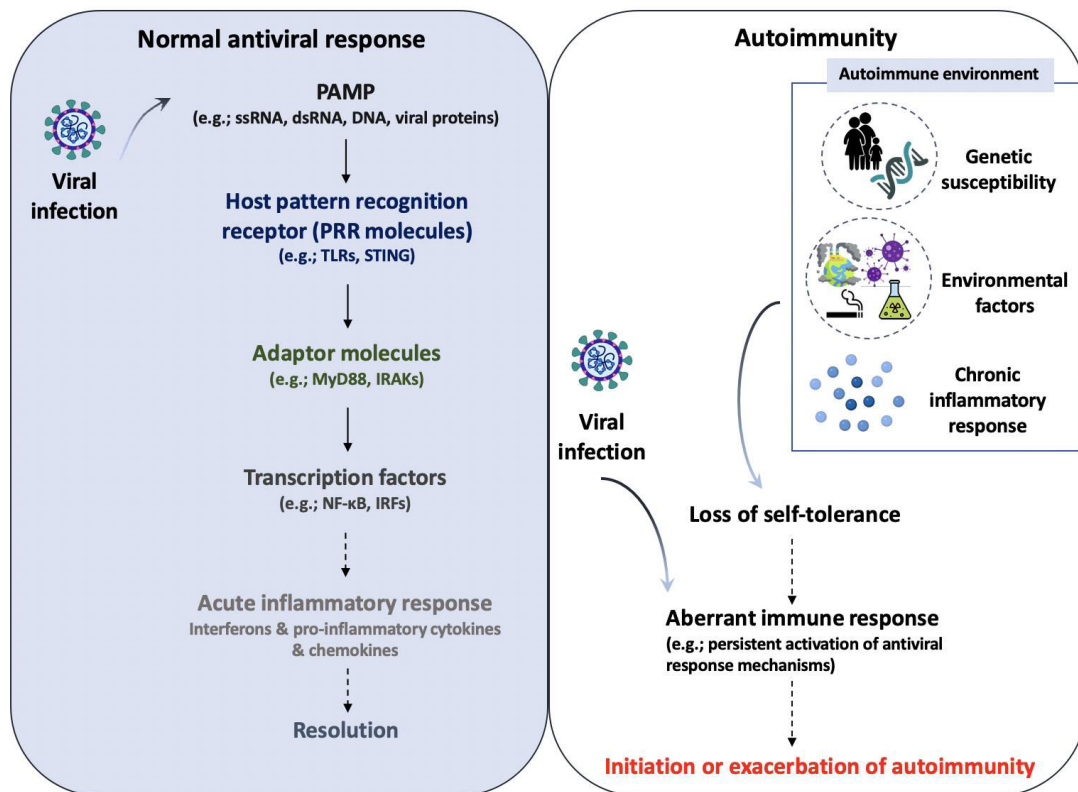 Normal antiviral response
PAMP
(e.g.; ssRNA, dsRNA, DNA, viral proteins)
Viral
infection
Host pattern recognition
receptor (PRR molecules)
(e.g.; TLRs, STING)
Adaptor molecules
(e.g.; MyD88, IRAKs)
Transcription factors
(e.g.; NF-κB, IRFs)
Acute inflammatory response
Interferons & pro-inflammatory cytokines
& chemokines
Resolution
Autoimmunity
Autoimmune environment
Genetic
susceptibility
Environmental
factors
Chronic
inflammatory
response
Viral
infection
Loss of self-tolerance
Aberrant immune response
(e.g.; persistent activation of antiviral
response mechanisms)
Initiation or exacerbation of autoimmunity